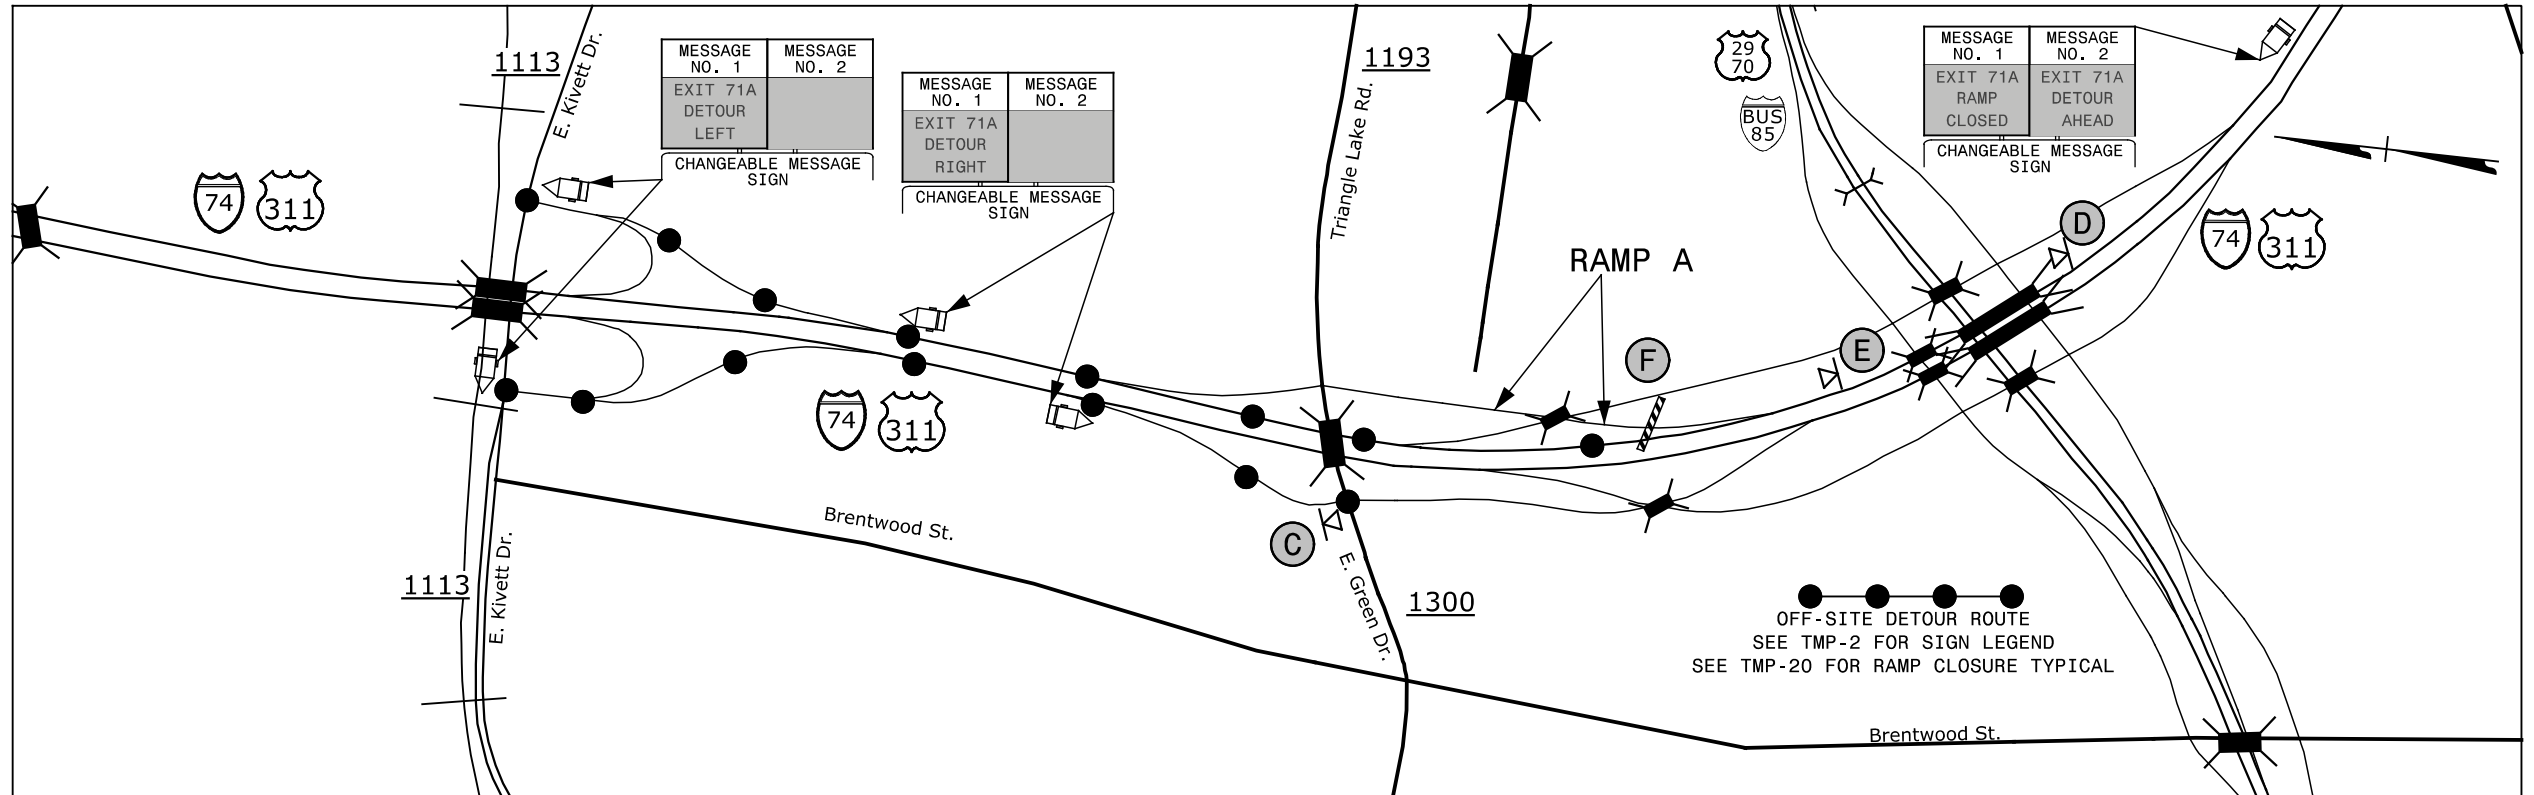 1113
E. Kivett Dr.
MESSAGE NO. 1
MESSAGE NO. 2
EXIT 71A
DETOUR
LEFT
CHANGEABLE MESSAGE
SIGN
MESSAGE NO. 1
MESSAGE NO. 2
EXIT 71A
DETOUR
RIGHT
CHANGEABLE MESSAGE
SIGN
1193
Triangle Lake Rd.
29
70
BUS
85
MESSAGE NO. 1
MESSAGE NO. 2
EXIT 71A
RAMP
CLOSED
EXIT 71A
DETOUR
AHEAD
CHANGEABLE MESSAGE
SIGN
74
311
74
311
D
RAMP A
E
F
74
311
Brentwood St.
C
E. Green Dr.
1113
E. Kivett Dr.
1300
OFF-SITE DETOUR ROUTE
SEE TMP-2 FOR SIGN LEGEND
SEE TMP-20 FOR RAMP CLOSURE TYPICAL
Brentwood St.